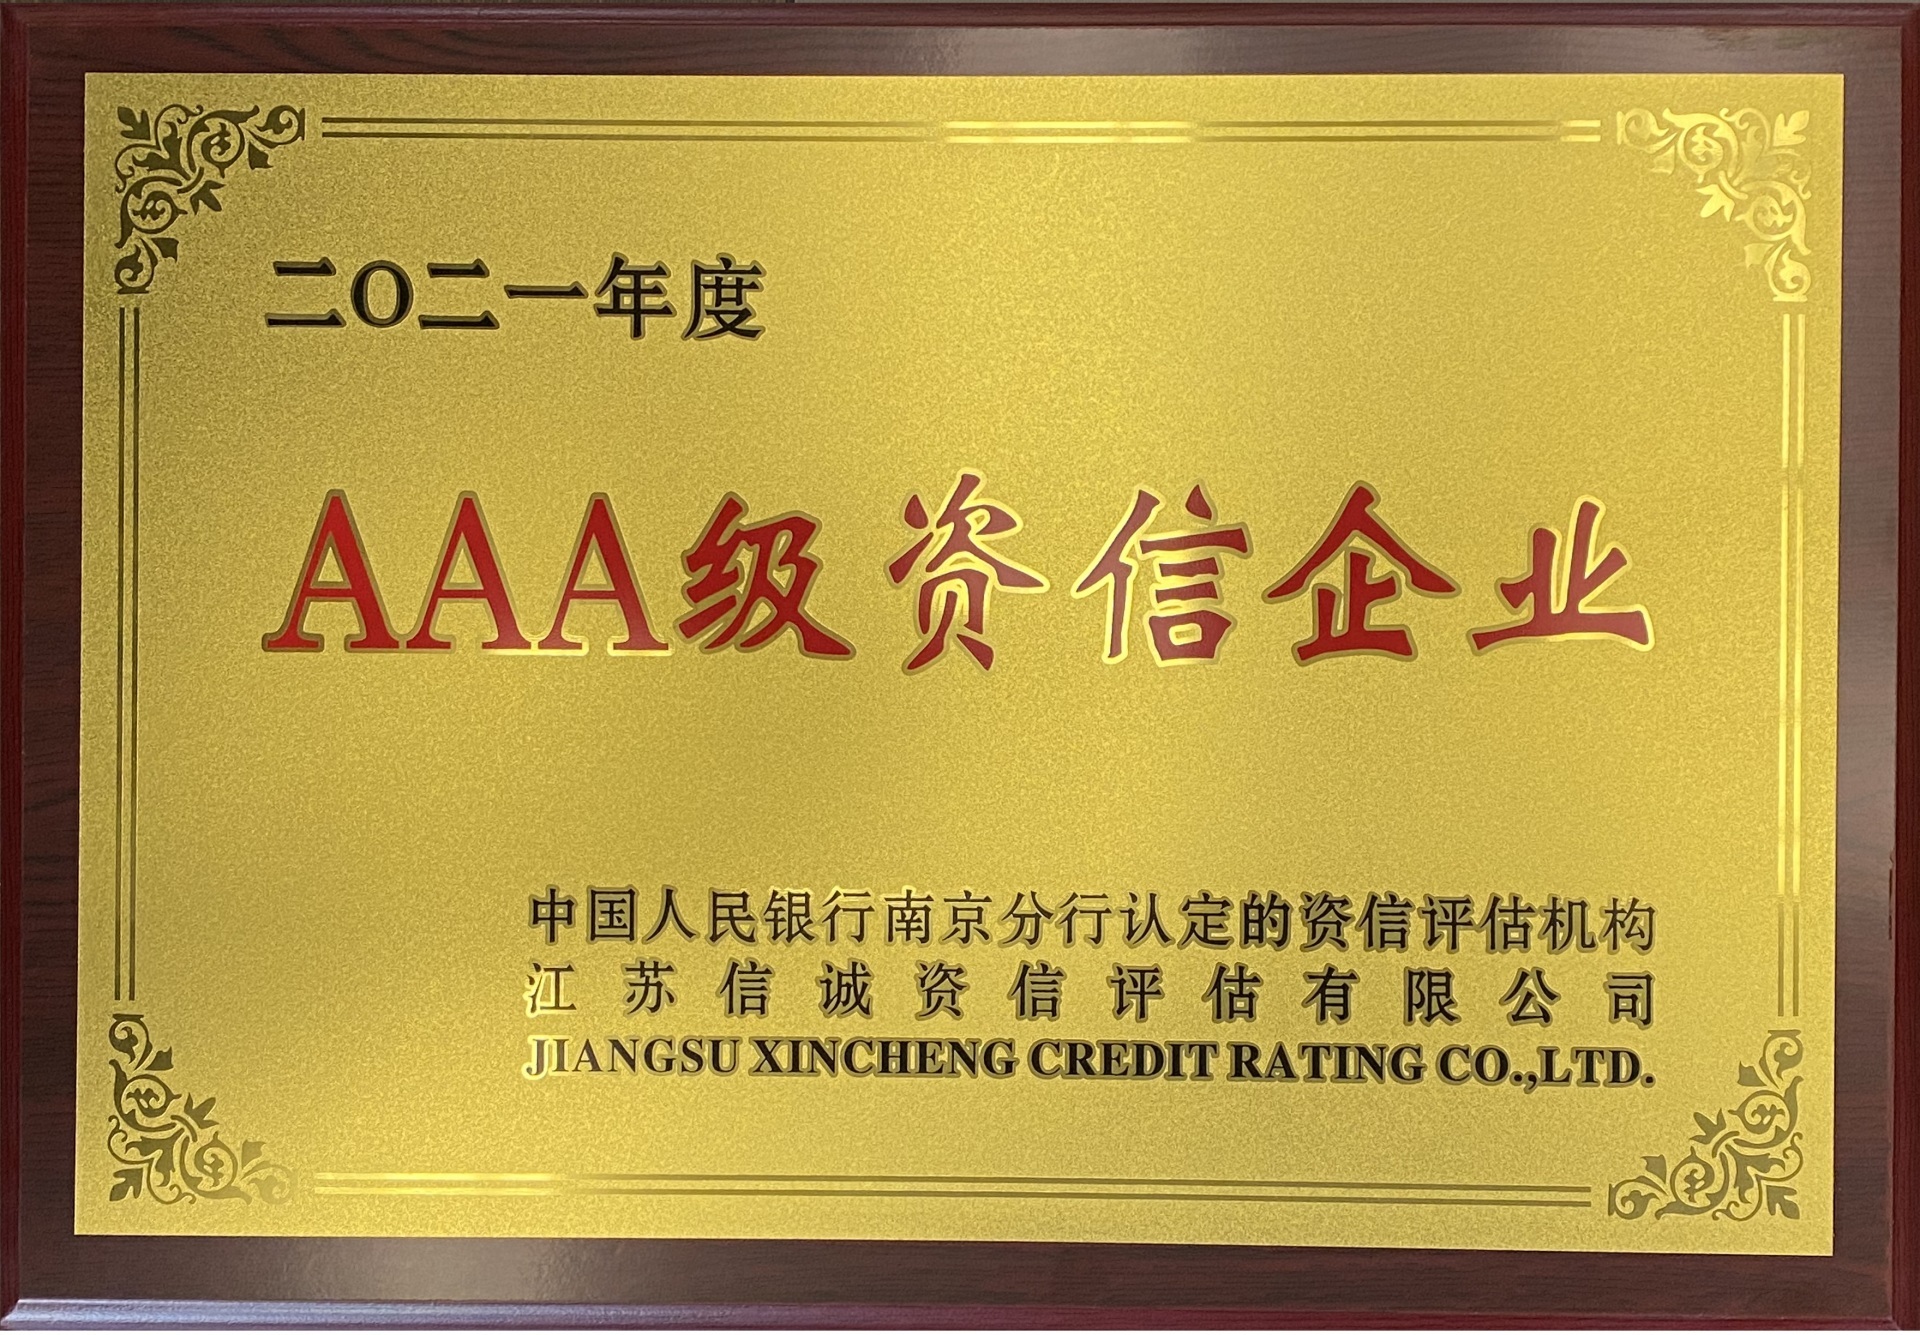 二〇二一年度
AAA级资信企业
中国人民银行南京分行认定的资信评估机构
江苏信诚资信评估有限公司
JIANGSU XINCHENG CREDIT RATING CO.,LTD.